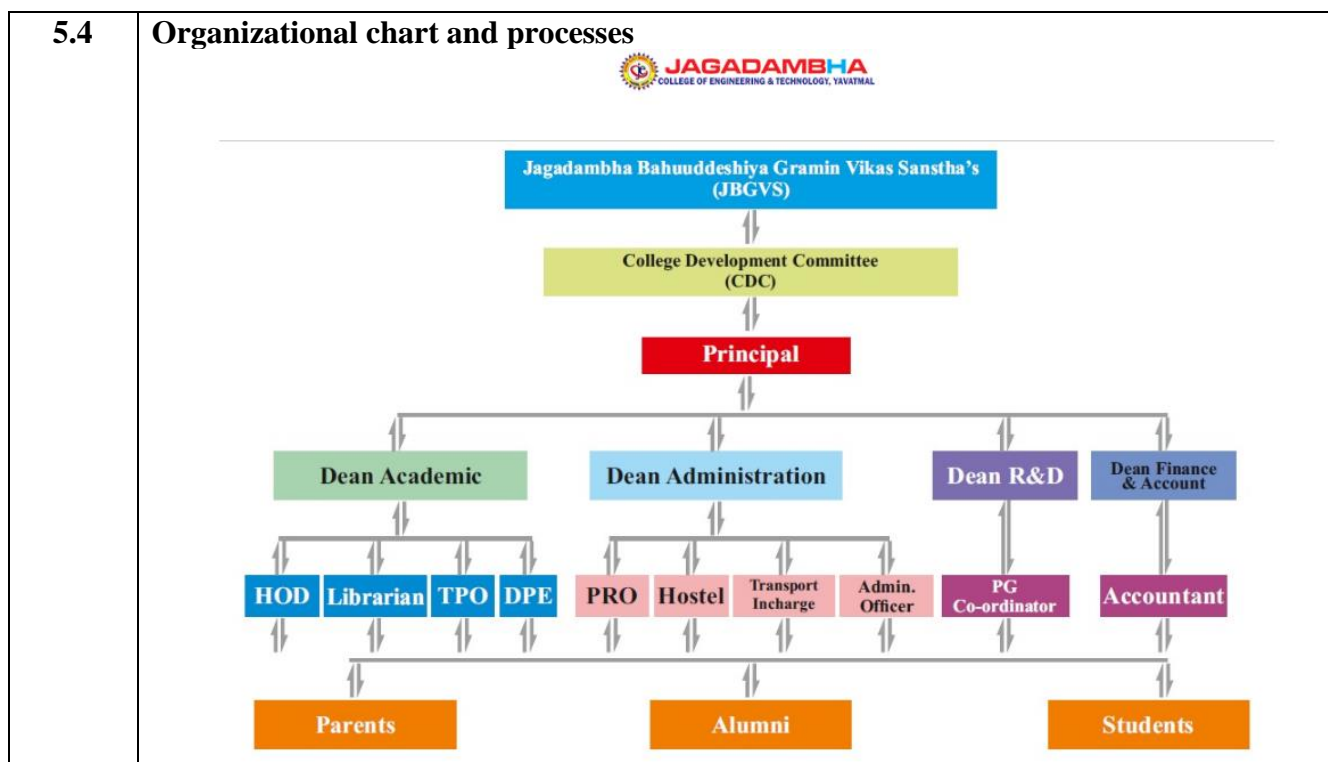 5.4 Organizational chart and processes
JAGADAMBHA
COLLEGE OF ENGINEERING & TECHNOLOGY, YAVATMAL
Jagadambha Bahuuddeshiya Gramin Vikas Sanstha's
(JBGVS)
College Development Committee
(CDC)
Principal
Dean Academic
Dean Administration
Dean R&D
Dean Finance
& Account
HOD
Librarian
TPO
DPE
PRO
Hostel
Transport
Incharge
Admin.
Officer
PG
Co-ordinator
Accountant
Parents
Alumni
Students